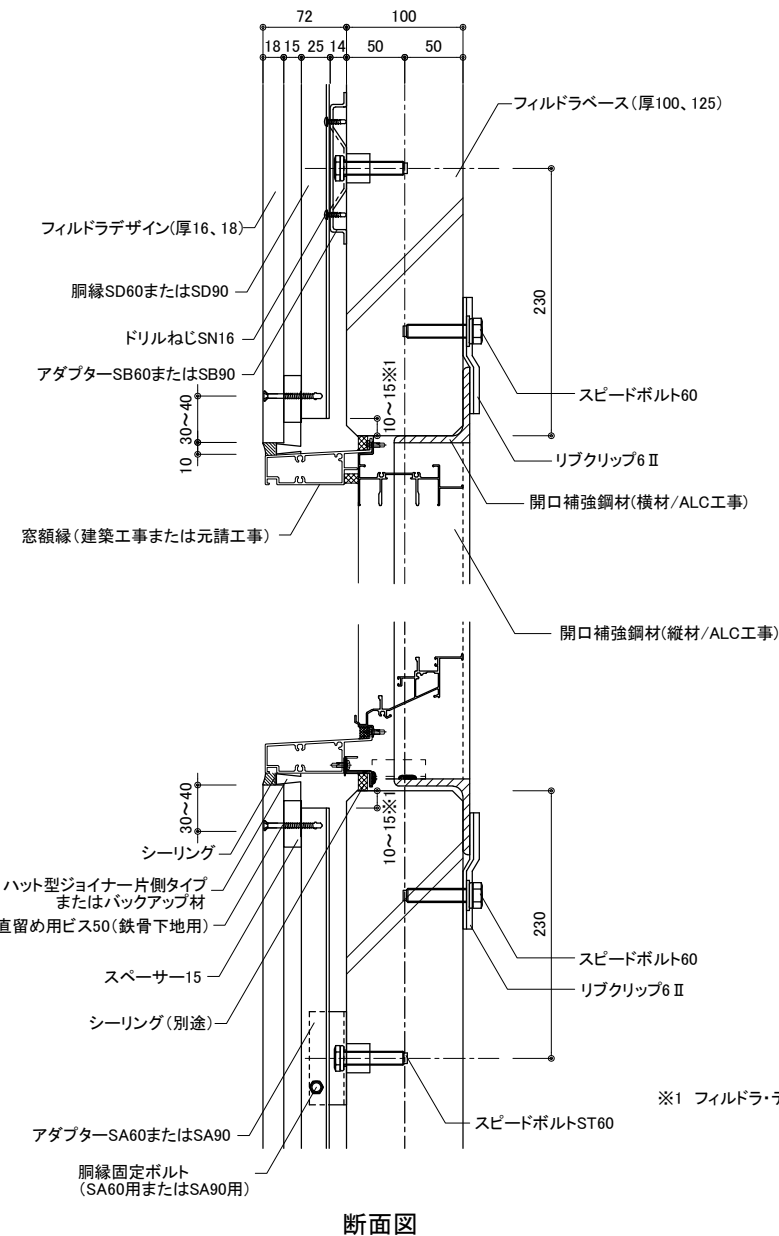 72
100
18
15
25
14
50
50
フィルドラベース(厚100、125)
フィルドラデザイン(厚16、18)
胴縁SD60またはSD90
ドリルねじSN16
アダプターSB60またはSB90
230
30～40
10
10～15※1
スピードボルト60
リブクリップ6Ⅱ
開口補強鋼材(横材/ALC工事)
窓額縁(建築工事または元請工事)
開口補強鋼材(縦材/ALC工事)
30～40
10～15※1
シーリング
ハット型ジョイナー片側タイプ
またはバックアップ材
直留め用ビス50(鉄骨下地用)
230
スペーサー15
スピードボルト60
リブクリップ6Ⅱ
シーリング(別途)
※1 フィルドラ・デ
スピードボルトST60
アダプターSA60またはSA90
胴縁固定ボルト
(SA60用またはSA90用)
断面図